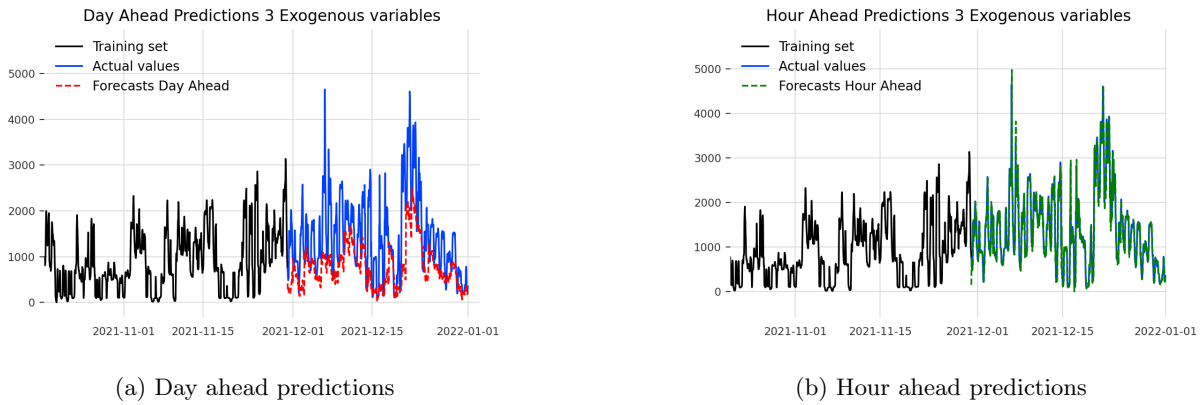 Day Ahead Predictions 3 Exogenous variables
Training set
Actual values
Forecasts Day Ahead
5000
4000
3000
2000
1000
0
2021-11-01 2021-11-15 2021-12-01 2021-12-15 2022-01-01
(a) Day ahead predictions
Hour Ahead Predictions 3 Exogenous variables
Training set
Actual values
Forecasts Hour Ahead
5000
4000
3000
2000
1000
0
2021-11-01 2021-11-15 2021-12-01 2021-12-15 2022-01-01
(b) Hour ahead predictions